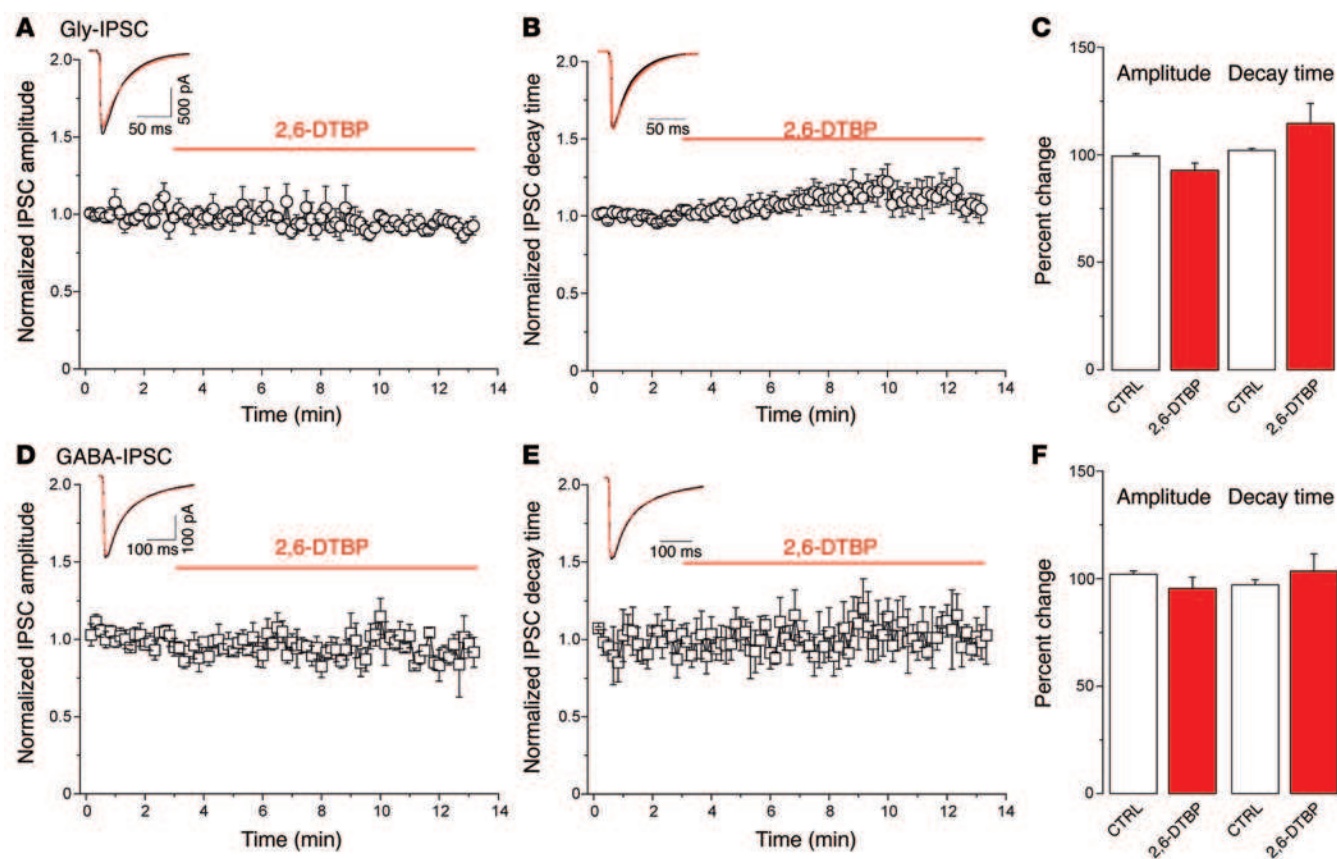 A Gly-IPSC
Normalized IPSC amplitude
2.0
1.5
1.0
0.5
0
50 ms
500 pA
2,6-DTBP
0 2 4 6 8 10 12 14
Time (min)
B
Normalized IPSC decay time
2.0
1.5
1.0
0.5
0
50 ms
2,6-DTBP
0 2 4 6 8 10 12 14
Time (min)
C
Percent change
150
100
50
0
Amplitude Decay time
CTRL 2,6-DTBP CTRL 2,6-DTBP
D GABA-IPSC
Normalized IPSC amplitude
2.0
1.5
1.0
0.5
0
100 ms
100 pA
2,6-DTBP
0 2 4 6 8 10 12 14
Time (min)
E
Normalized IPSC decay time
2.0
1.5
1.0
0.5
0
100 ms
2,6-DTBP
0 2 4 6 8 10 12 14
Time (min)
F
Percent change
150
100
50
0
Amplitude Decay time
CTRL 2,6-DTBP CTRL 2,6-DTBP